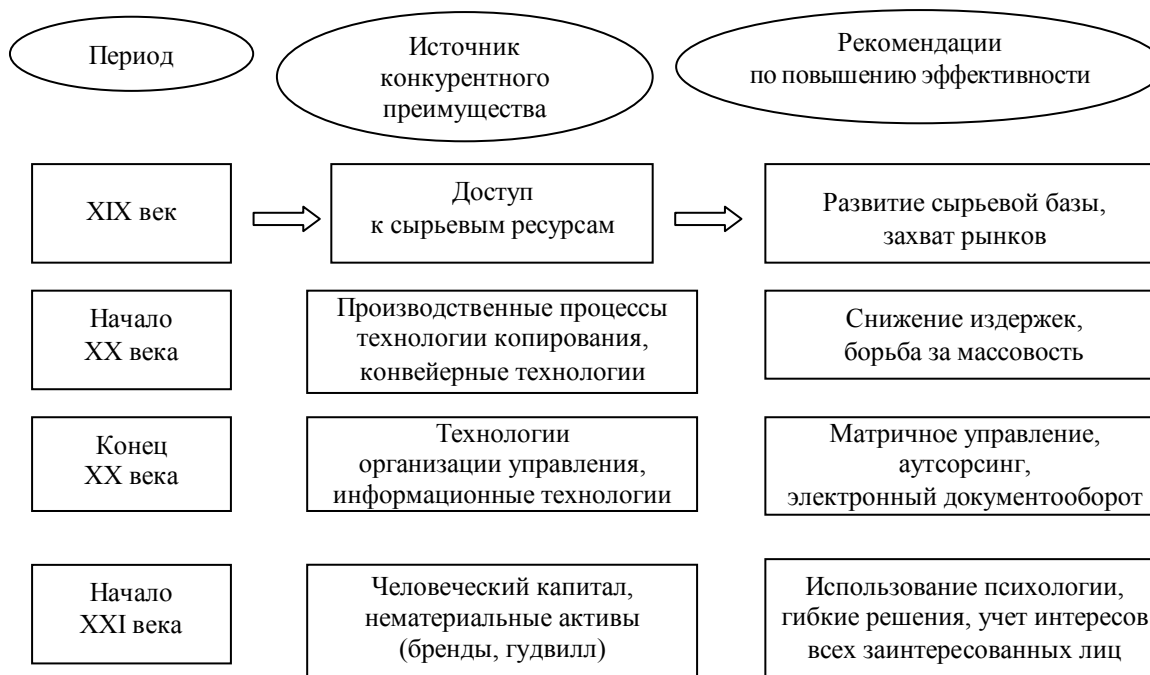 Период
Источник
конкурентного
преимущества
Рекомендации
по повышению эффективности
XIX век
Доступ
к сырьевым ресурсам
Развитие сырьевой базы,
захват рынков
Начало
XX века
Производственные процессы
технологии копирования,
конвейерные технологии
Снижение издержек,
борьба за массовость
Конец
XX века
Технологии
организации управления,
информационные технологии
Матричное управление,
аутсорсинг,
электронный документооборот
Начало
XXI века
Человеческий капитал,
нематериальные активы
(бренды, гудвилл)
Использование психологии,
гибкие решения, учет интересов
всех заинтересованных лиц